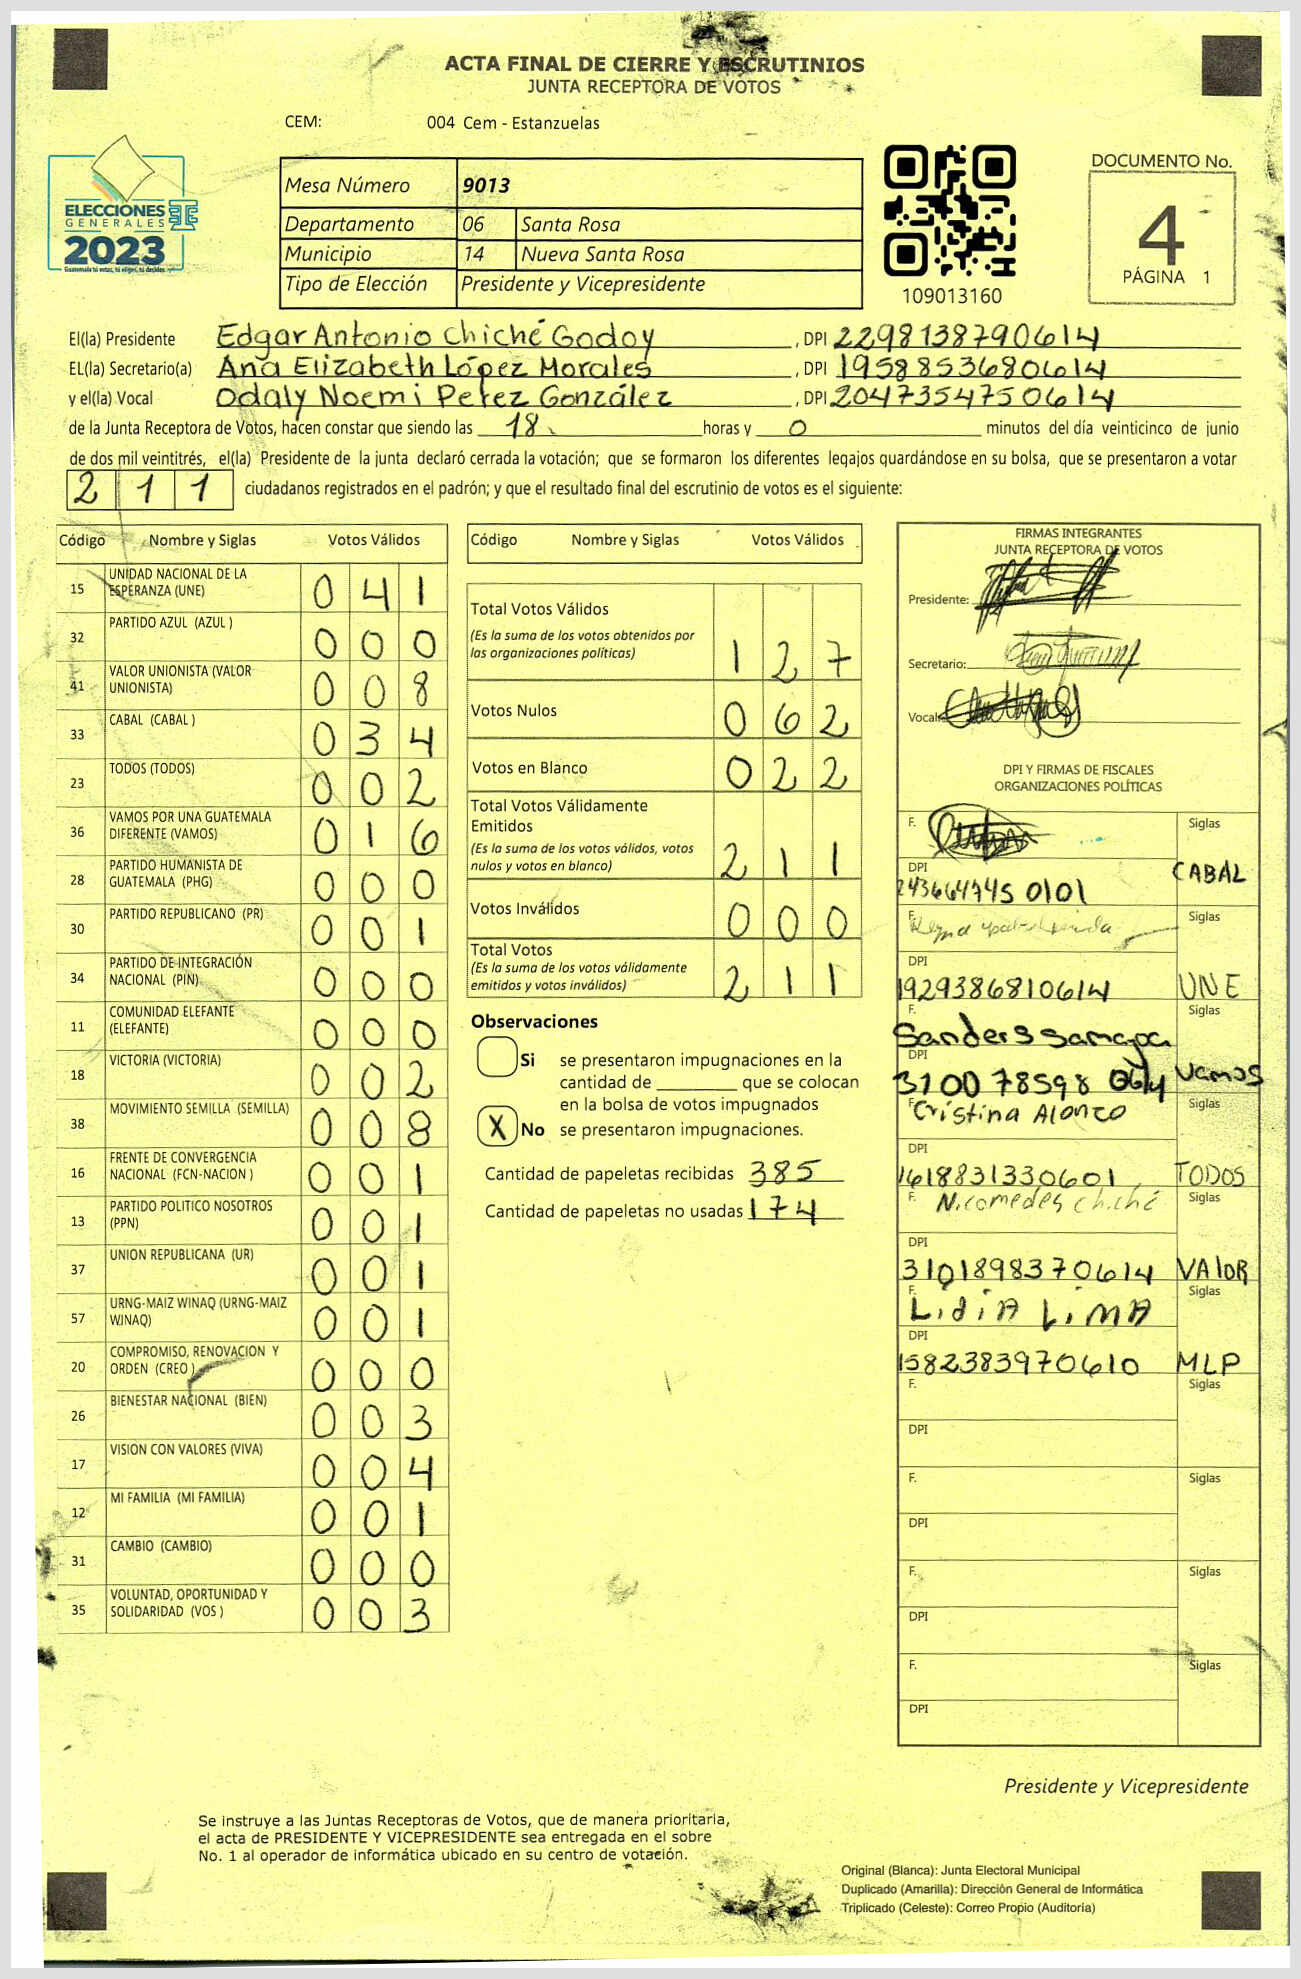 ACTA FINAL DE CIERRE Y ESCRUTINIOS
JUNTA RECEPTORA DE VOTOS
CEM: 004 Cem - Estanzuelas
ELECCIONES
GENERALES
2023
Guatemala tú votas, tú eliges, tú decides
Mesa Número 9013
Departamento 06 Santa Rosa
Municipio 14 Nueva Santa Rosa
Tipo de Elección Presidente y Vicepresidente
109013160
DOCUMENTO No.
4
PÁGINA 1
El(la) Presidente Edgar Antonio Chiché Godoy , DPI 2298138790614
EL(la) Secretario(a) Ana Elizabeth López Morales , DPI 1958853680614
y el(la) Vocal Odaly Noemi Perez González , DPI 2047354750614
de la Junta Receptora de Votos, hacen constar que siendo las 18 horas y 0 minutos del día veinticinco de junio
de dos mil veintitrés, el(la) Presidente de la junta declaró cerrada la votación; que se formaron los diferentes legajos quardándose en su bolsa, que se presentaron a votar
2 1 1 ciudadanos registrados en el padrón; y que el resultado final del escrutinio de votos es el siguiente:
Código Nombre y Siglas Votos Válidos
15 UNIDAD NACIONAL DE LA ESPERANZA (UNE) 0 4 1
32 PARTIDO AZUL (AZUL ) 0 0 0
41 VALOR UNIONISTA (VALOR UNIONISTA) 0 0 8
33 CABAL (CABAL ) 0 3 4
23 TODOS (TODOS) 0 0 2
36 VAMOS POR UNA GUATEMALA DIFERENTE (VAMOS) 0 1 6
28 PARTIDO HUMANISTA DE GUATEMALA (PHG) 0 0 0
30 PARTIDO REPUBLICANO (PR) 0 0 1
34 PARTIDO DE INTEGRACIÓN NACIONAL (PIN) 0 0 0
11 COMUNIDAD ELEFANTE (ELEFANTE) 0 0 0
18 VICTORIA (VICTORIA) 0 0 2
38 MOVIMIENTO SEMILLA (SEMILLA) 0 0 8
16 FRENTE DE CONVERGENCIA NACIONAL (FCN-NACION ) 0 0 1
13 PARTIDO POLITICO NOSOTROS (PPN) 0 0 1
37 UNION REPUBLICANA (UR) 0 0 1
57 URNG-MAIZ WINAQ (URNG-MAIZ WINAQ) 0 0 1
20 COMPROMISO, RENOVACION Y ORDEN (CREO ) 0 0 0
26 BIENESTAR NACIONAL (BIEN) 0 0 3
17 VISION CON VALORES (VIVA) 0 0 4
12 MI FAMILIA (MI FAMILIA) 0 0 1
31 CAMBIO (CAMBIO) 0 0 0
35 VOLUNTAD, OPORTUNIDAD Y SOLIDARIDAD (VOS ) 0 0 3
Código Nombre y Siglas Votos Válidos
Total Votos Válidos
(Es la suma de los votos obtenidos por
las organizaciones políticas) 1 2 7
Votos Nulos 0 6 2
Votos en Blanco 0 2 2
Total Votos Válidamente
Emitidos
(Es la suma de los votos válidos, votos
nulos y votos en blanco) 2 1 1
Votos Inválidos 0 0 0
Total Votos
(Es la suma de los votos válidamente
emitidos y votos inválidos) 2 1 1
Observaciones
Si se presentaron impugnaciones en la
cantidad de ________ que se colocan
en la bolsa de votos impugnados
X No se presentaron impugnaciones.
Cantidad de papeletas recibidas 385
Cantidad de papeletas no usadas 174
FIRMAS INTEGRANTES
JUNTA RECEPTORA DE VOTOS
Presidente:
Secretario:
Vocal:
DPI Y FIRMAS DE FISCALES
ORGANIZACIONES POLÍTICAS
F. Siglas
DPI CABAL
0101
F. Siglas
DPI
1929386810614 UNE
F. Siglas
Sanders Samapa
DPI
3100 78598 0614 Vamos
F. Cristina Alonzo Siglas
DPI
1618831330601 TODOS
F. Nicomedes chiché Siglas
DPI
3101898370614 VAlOR
F. Siglas
LidiA LiMA
DPI
1582383970610 MLP
F. Siglas
DPI
F. Siglas
DPI
F. Siglas
DPI
F. Siglas
DPI
Presidente y Vicepresidente
Se instruye a las Juntas Receptoras de Votos, que de manera prioritaria,
el acta de PRESIDENTE Y VICEPRESIDENTE sea entregada en el sobre
No. 1 al operador de informática ubicado en su centro de votación.
Original (Blanca): Junta Electoral Municipal
Duplicado (Amarilla): Dirección General de Informática
Triplicado (Celeste): Correo Propio (Auditoría)